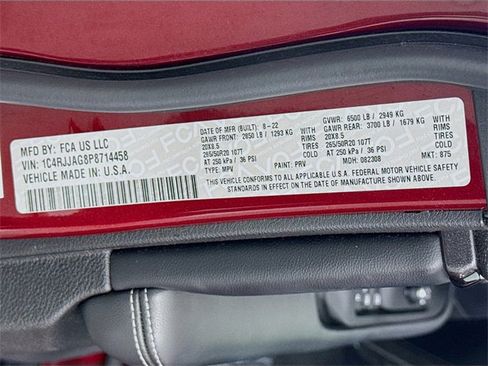 MFD BY: FCA US LLC
VIN: 1C4RJJAG8P8714458
VEHICLE MADE IN: U.S.A.
DATE OF MFR (BUILT): 8-22
GAWR FRONT: 2850 LB / 1293 KG
20X8.5
265/50R20 107T
AT 250 kPa / 36 PSI
TYPE: MPV
PAINT: PRV
GVWR: 6500 LB / 2949 KG
GAWR REAR: 3700 LB / 1679 KG
20X8.5 RIMS
265/50R20 107T TIRES
AT 250 kPa / 36 PSI COLD
MDH: 082308
MKT: 875
THIS VEHICLE CONFORMS TO ALL APPLICABLE U.S.A. FEDERAL MOTOR VEHICLE SAFETY
STANDARDS IN EFFECT ON THE DATE OF MANUFACTURE SHOWN ABOVE.